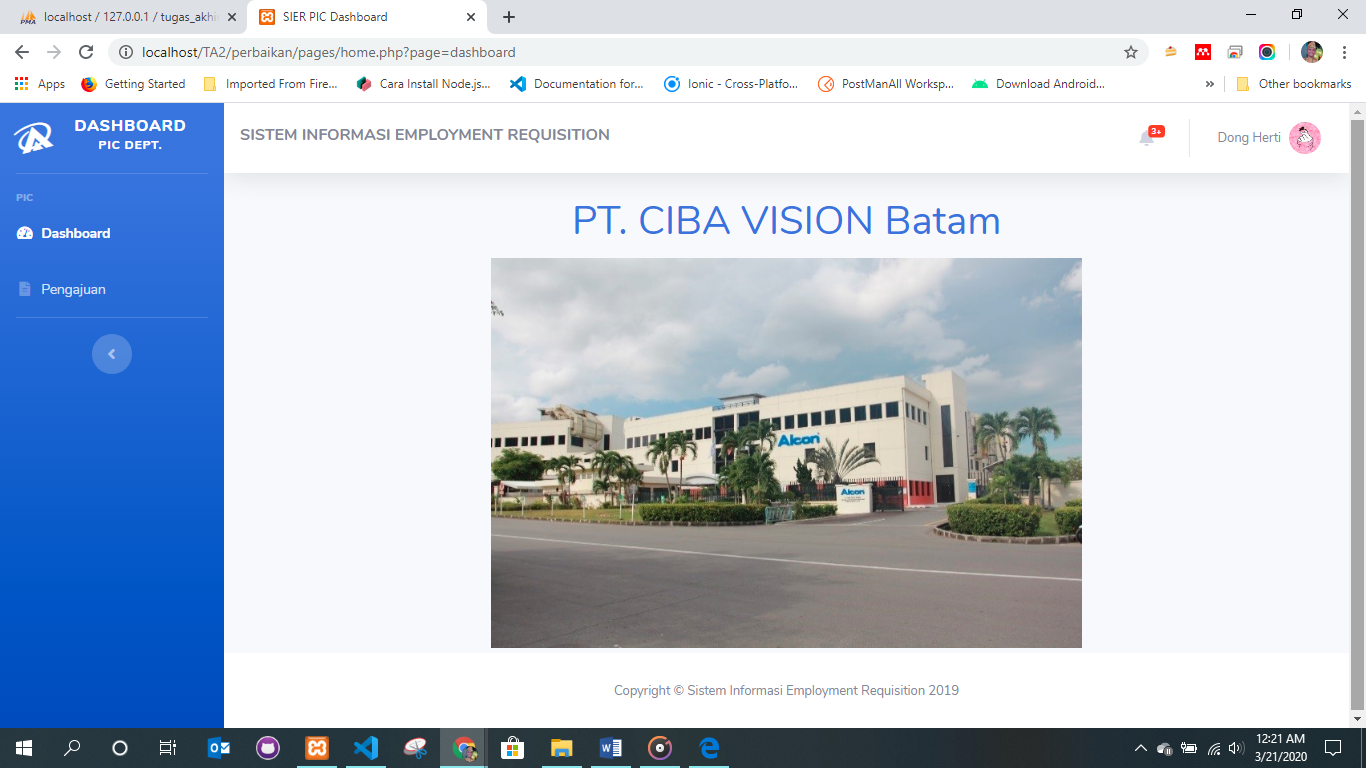 localhost / 127.0.0.1 / tugas_akhi
SIER PIC Dashboard
localhost/TA2/perbaikan/pages/home.php?page=dashboard
Apps
Getting Started
Imported From Fire...
Cara Install Node.js...
Documentation for...
Ionic - Cross-Platfo...
PostManAll Worksp...
Download Android...
»
Other bookmarks
DASHBOARD
PIC DEPT.
SISTEM INFORMASI EMPLOYMENT REQUISITION
3+
Dong Herti
PIC
Dashboard
Pengajuan
PT. CIBA VISION Batam
Alcon
Alcon
Copyright © Sistem Informasi Employment Requisition 2019
12:21 AM
3/21/2020